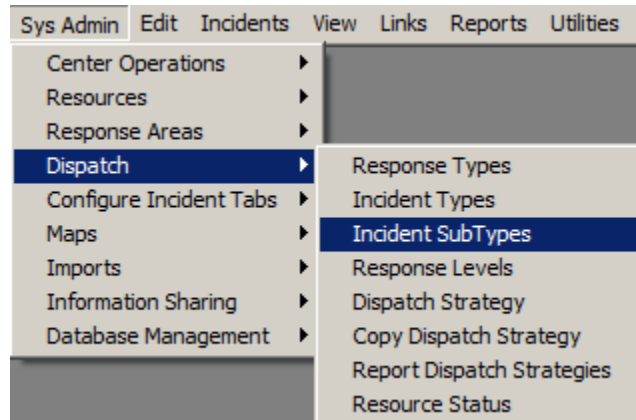 Sys Admin Edit Incidents View Links Reports Utilities
Center Operations
Resources
Response Areas
Dispatch
Configure Incident Tabs
Maps
Imports
Information Sharing
Database Management
Response Types
Incident Types
Incident SubTypes
Response Levels
Dispatch Strategy
Copy Dispatch Strategy
Report Dispatch Strategies
Resource Status